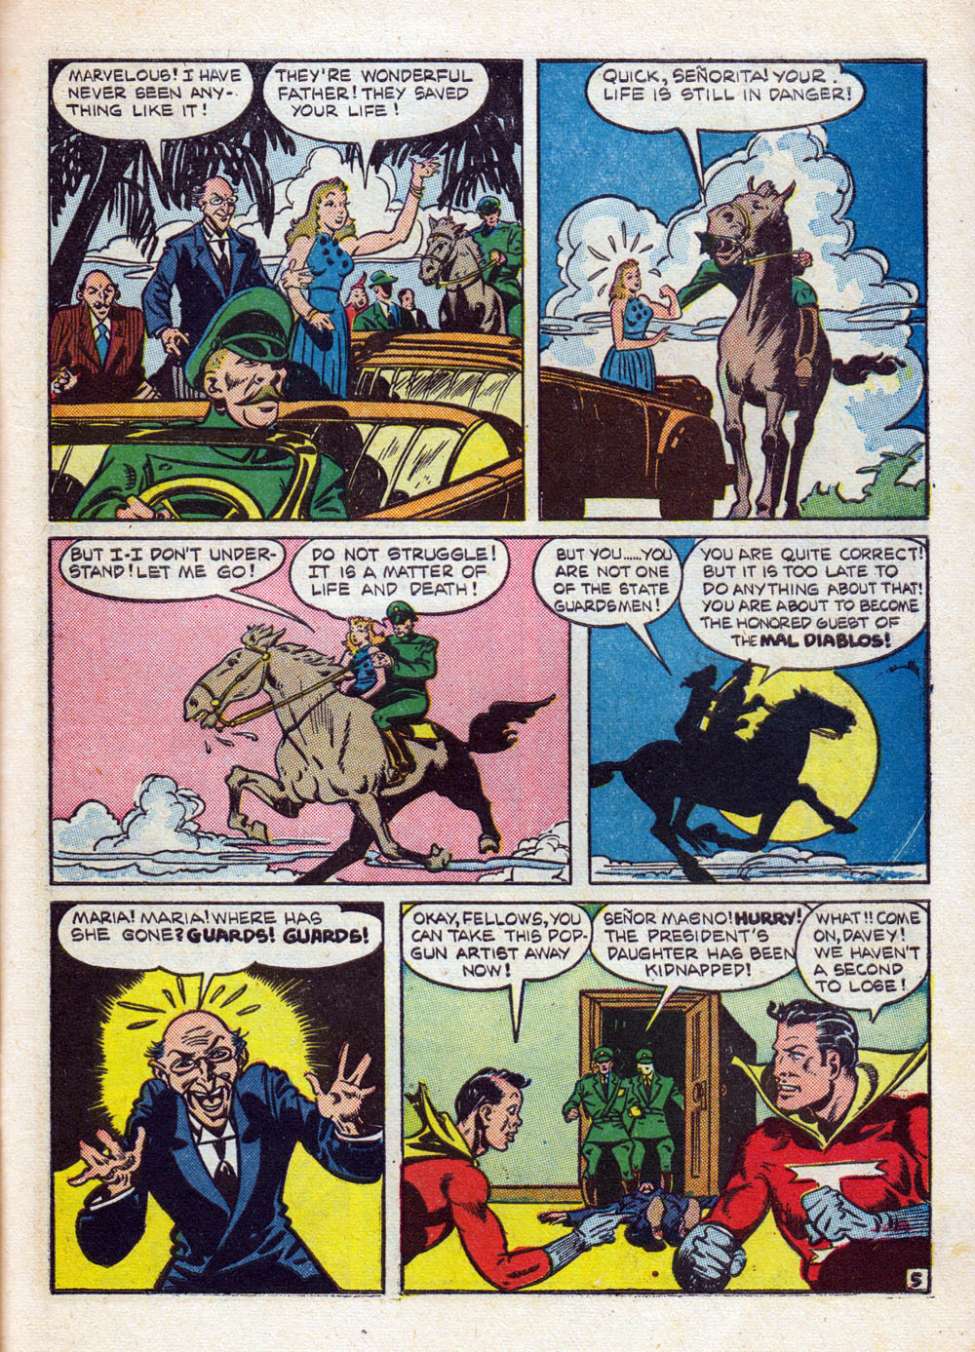 MARVELOUS! I HAVE
NEVER SEEN ANY-
THING LIKE IT!
THEY'RE WONDERFUL
FATHER! THEY SAVED
YOUR LIFE!
QUICK, SEÑORITA! YOUR
LIFE IS STILL IN DANGER!
BUT I-I DON'T UNDER-
STAND! LET ME GO!
DO NOT STRUGGLE!
IT IS A MATTER OF
LIFE AND DEATH!
BUT YOU.....YOU
ARE NOT ONE
OF THE STATE
GUARDSMEN!
YOU ARE QUITE CORRECT!
BUT IT IS TOO LATE TO
DO ANYTHING ABOUT THAT!
YOU ARE ABOUT TO BECOME
THE HONORED GUEST OF
THE MAL DIABLOS!
MARIA! MARIA! WHERE HAS
SHE GONE? GUARDS! GUARDS!
OKAY, FELLOWS, YOU
CAN TAKE THIS POP-
GUN ARTIST AWAY
NOW!
SEÑOR MAGNO! HURRY!
THE PRESIDENT'S
DAUGHTER HAS BEEN
KIDNAPPED!
WHAT!! COME
ON, DAVEY!
WE HAVEN'T
A SECOND
TO LOSE!
5